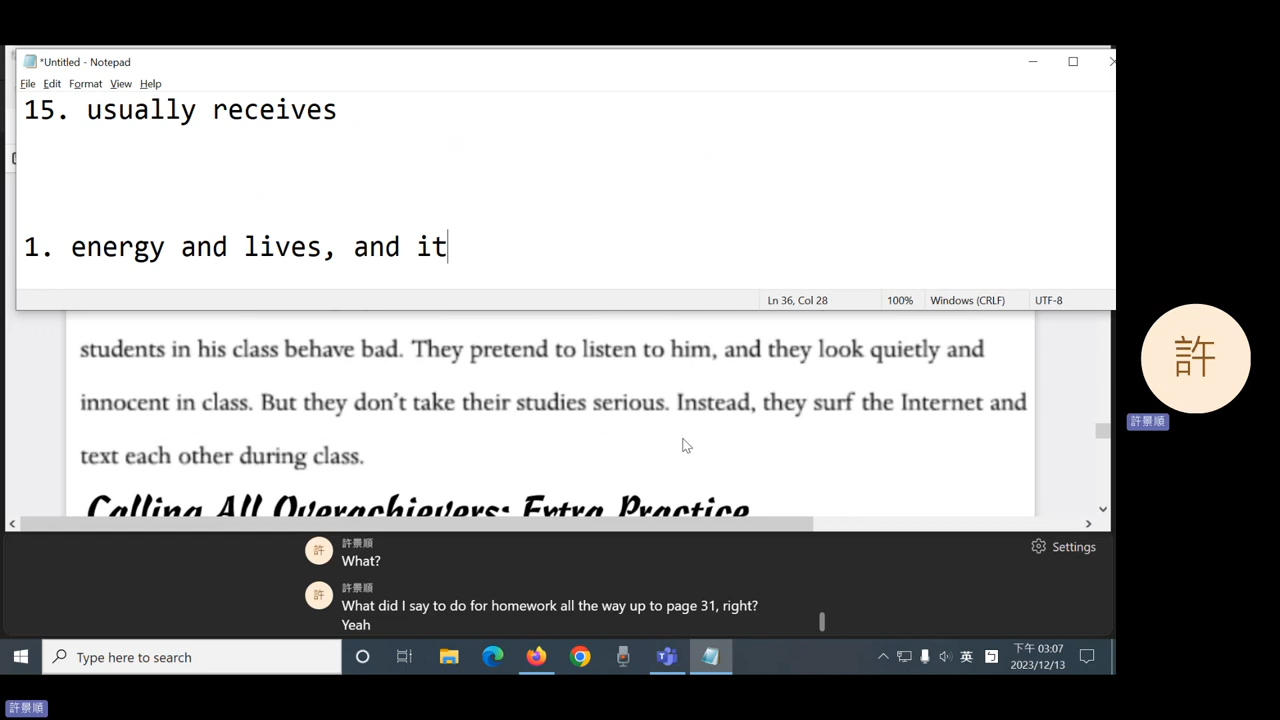 *Untitled - Notepad
File Edit Format View Help
15. usually receives
1. energy and lives, and it
Ln 36, Col 28 100% Windows (CRLF) UTF-8
students in his class behave bad. They pretend to listen to him, and they look quietly and
innocent in class. But they don't take their studies serious. Instead, they surf the Internet and
text each other during class.
Calling All Overachievers: Extra Practice
許景順
許
What?
Settings
許景順
許
What did I say to do for homework all the way up to page 31, right?
Yeah
許
許景順
Type here to search
英
下午 03:07
2023/12/13
許景順